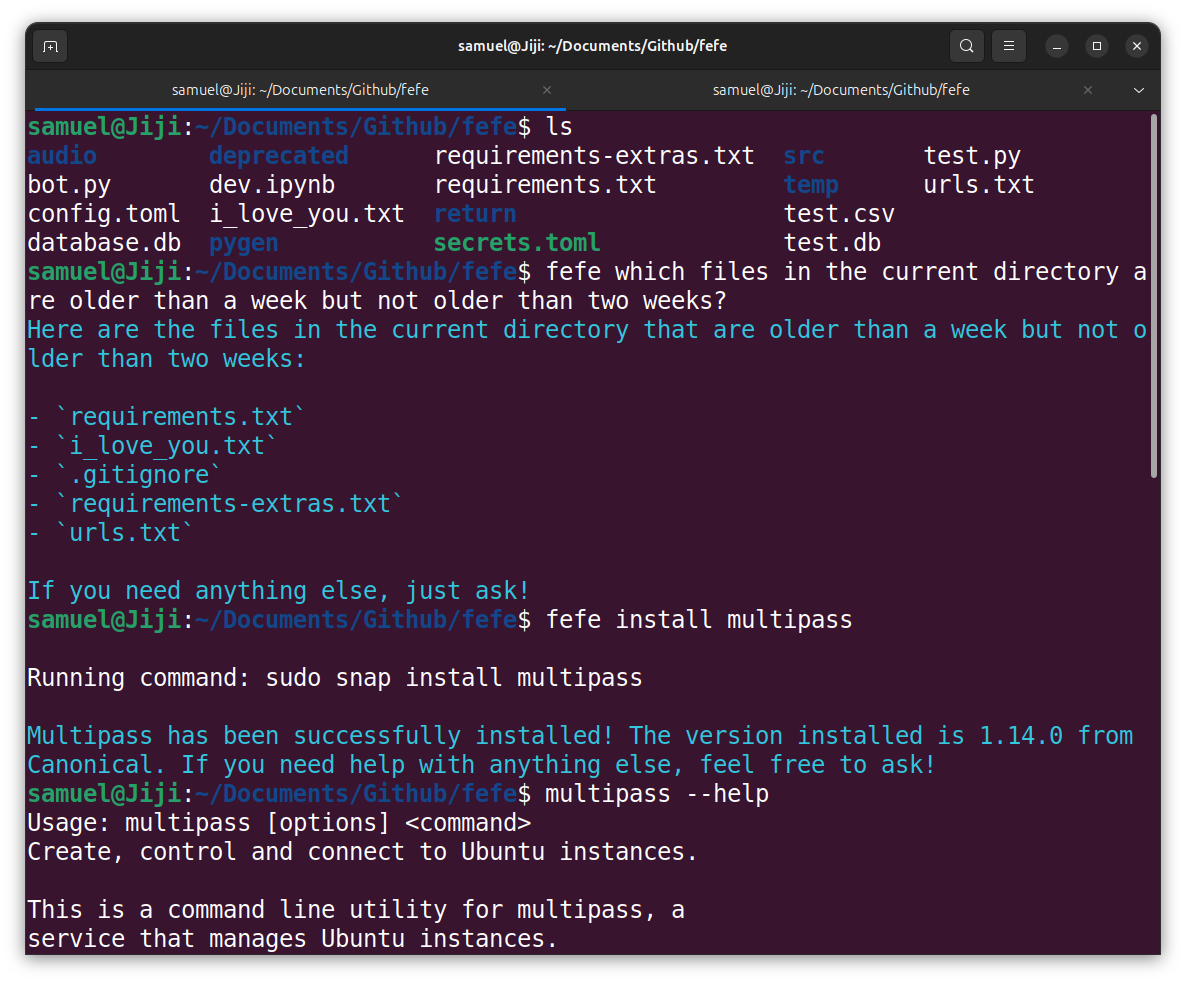 samuel@Jiji: ~/Documents/Github/fefe
samuel@Jiji: ~/Documents/Github/fefe
samuel@Jiji: ~/Documents/Github/fefe
samuel@Jiji:~/Documents/Github/fefe$ ls
audio        deprecated      requirements-extras.txt  src       test.py
bot.py       dev.ipynb       requirements.txt         temp      urls.txt
config.toml  i_love_you.txt  return                   test.csv
database.db  pygen           secrets.toml             test.db
samuel@Jiji:~/Documents/Github/fefe$ fefe which files in the current directory a
re older than a week but not older than two weeks?
Here are the files in the current directory that are older than a week but not o
lder than two weeks:
- `requirements.txt`
- `i_love_you.txt`
- `.gitignore`
- `requirements-extras.txt`
- `urls.txt`
If you need anything else, just ask!
samuel@Jiji:~/Documents/Github/fefe$ fefe install multipass
Running command: sudo snap install multipass
Multipass has been successfully installed! The version installed is 1.14.0 from
Canonical. If you need help with anything else, feel free to ask!
samuel@Jiji:~/Documents/Github/fefe$ multipass --help
Usage: multipass [options] <command>
Create, control and connect to Ubuntu instances.
This is a command line utility for multipass, a
service that manages Ubuntu instances.